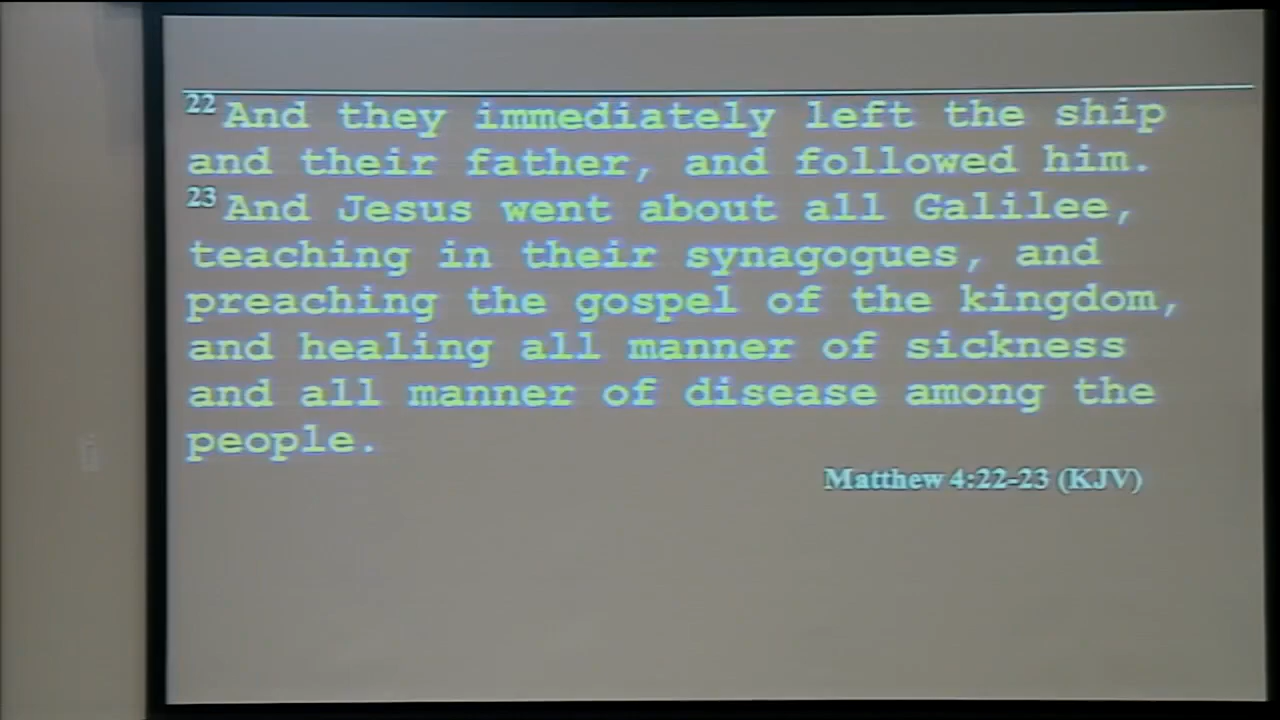 22 And they immediately left the ship
and their father, and followed him.
23 And Jesus went about all Galilee,
teaching in their synagogues, and
preaching the gospel of the kingdom,
and healing all manner of sickness
and all manner of disease among the
people.
Matthew 4:22-23 (KJV)